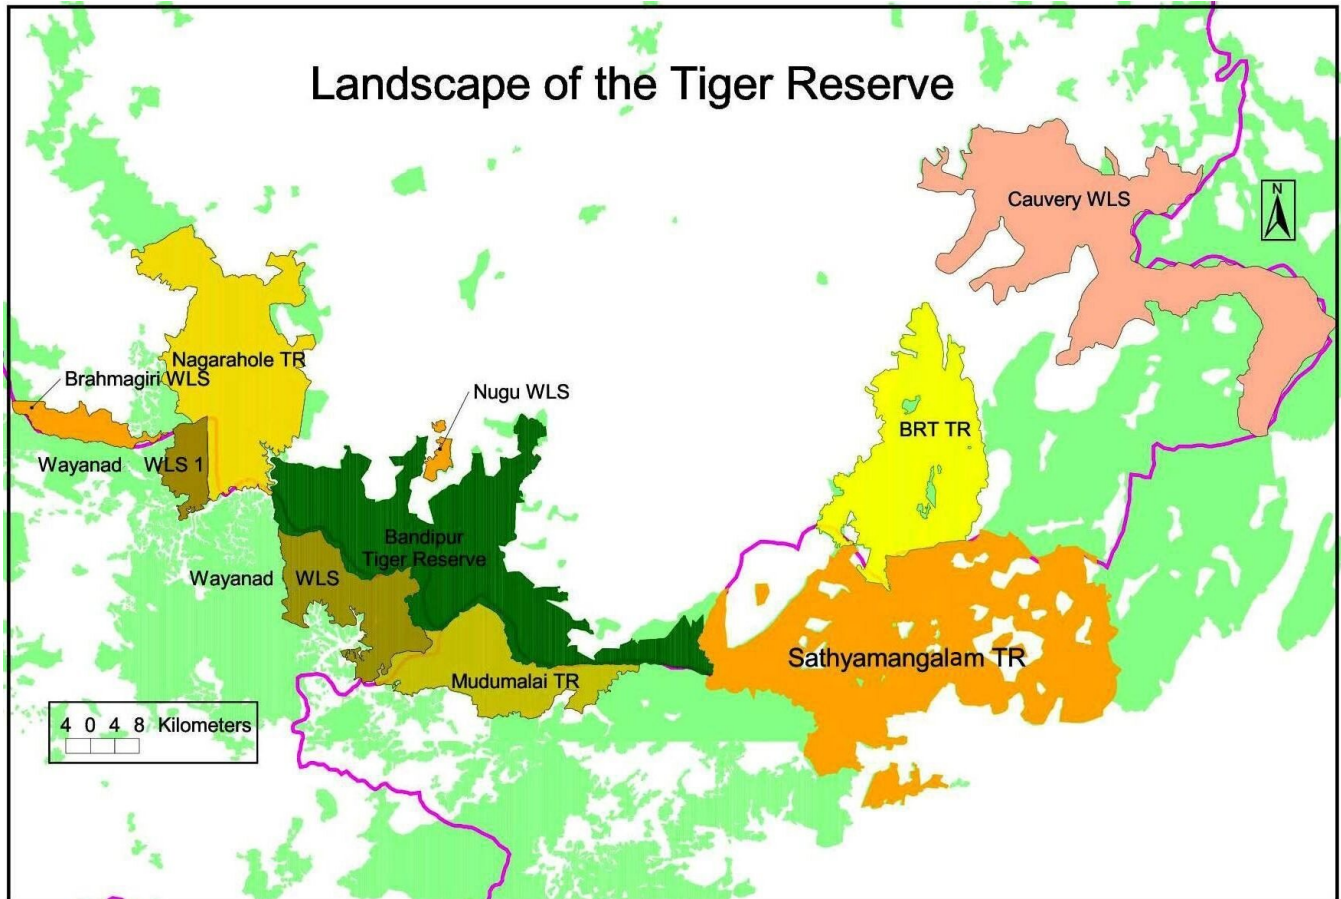 Landscape of the Tiger Reserve
N
Cauvery WLS
Nagarahole TR
Brahmagiri WLS
Nugu WLS
BRT TR
Wayanad WLS 1
Bandipur
Tiger Reserve
Wayanad WLS
Sathyamangalam TR
Mudumalai TR
4 0 4 8 Kilometers